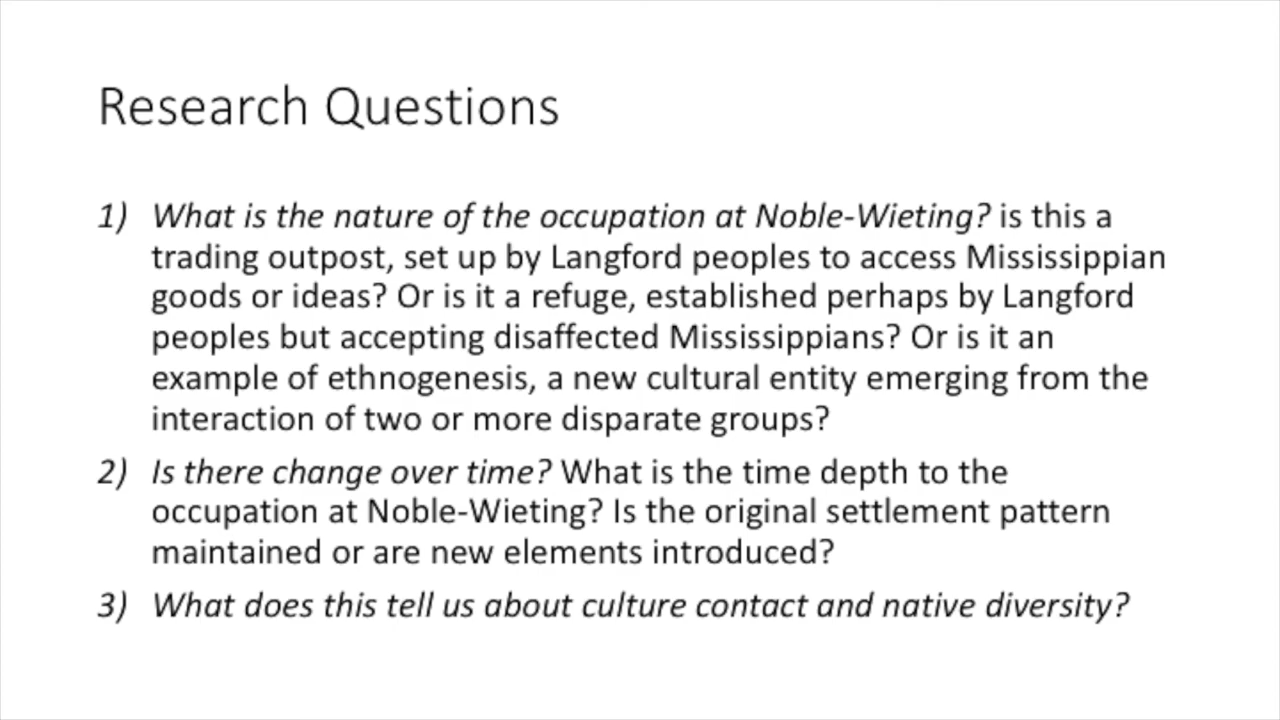 Research Questions
1) What is the nature of the occupation at Noble-Wieting? is this a
trading outpost, set up by Langford peoples to access Mississippian
goods or ideas? Or is it a refuge, established perhaps by Langford
peoples but accepting disaffected Mississippians? Or is it an
example of ethnogenesis, a new cultural entity emerging from the
interaction of two or more disparate groups?
2) Is there change over time? What is the time depth to the
occupation at Noble-Wieting? Is the original settlement pattern
maintained or are new elements introduced?
3) What does this tell us about culture contact and native diversity?